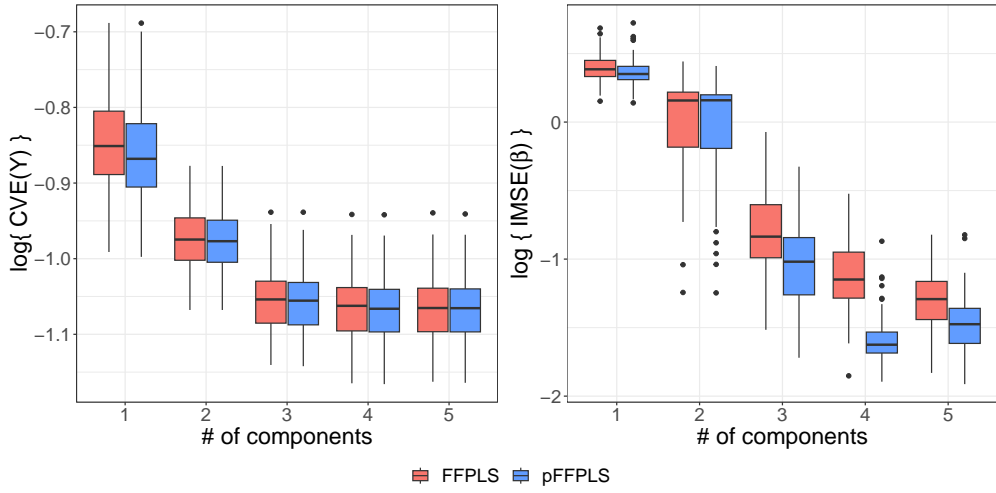 log{ CVE(Y) }
−0.7
−0.8
−0.9
−1.0
−1.1
1 2 3 4 5
# of components
log { IMSE(β) }
0
−1
−2
1 2 3 4 5
# of components
FFPLS pFFPLS